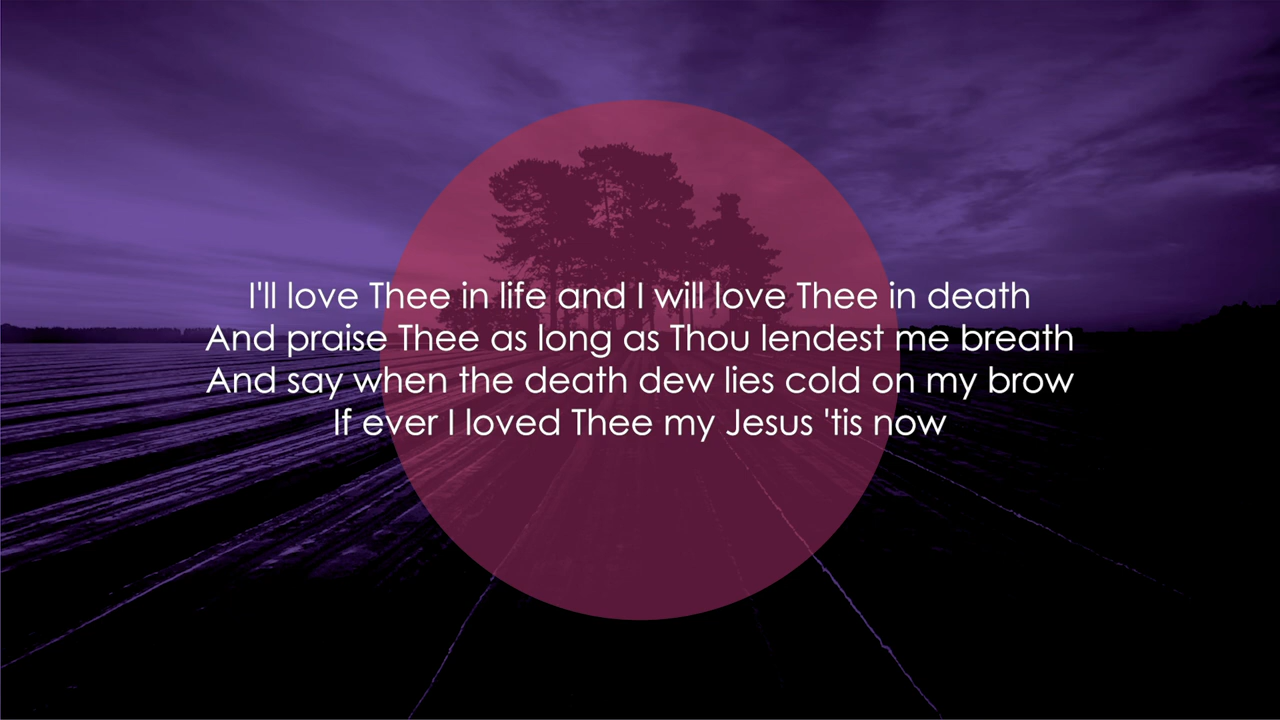 I'll love Thee in life and I will love Thee in death
And praise Thee as long as Thou lendest me breath
And say when the death dew lies cold on my brow
If ever I loved Thee my Jesus 'tis now